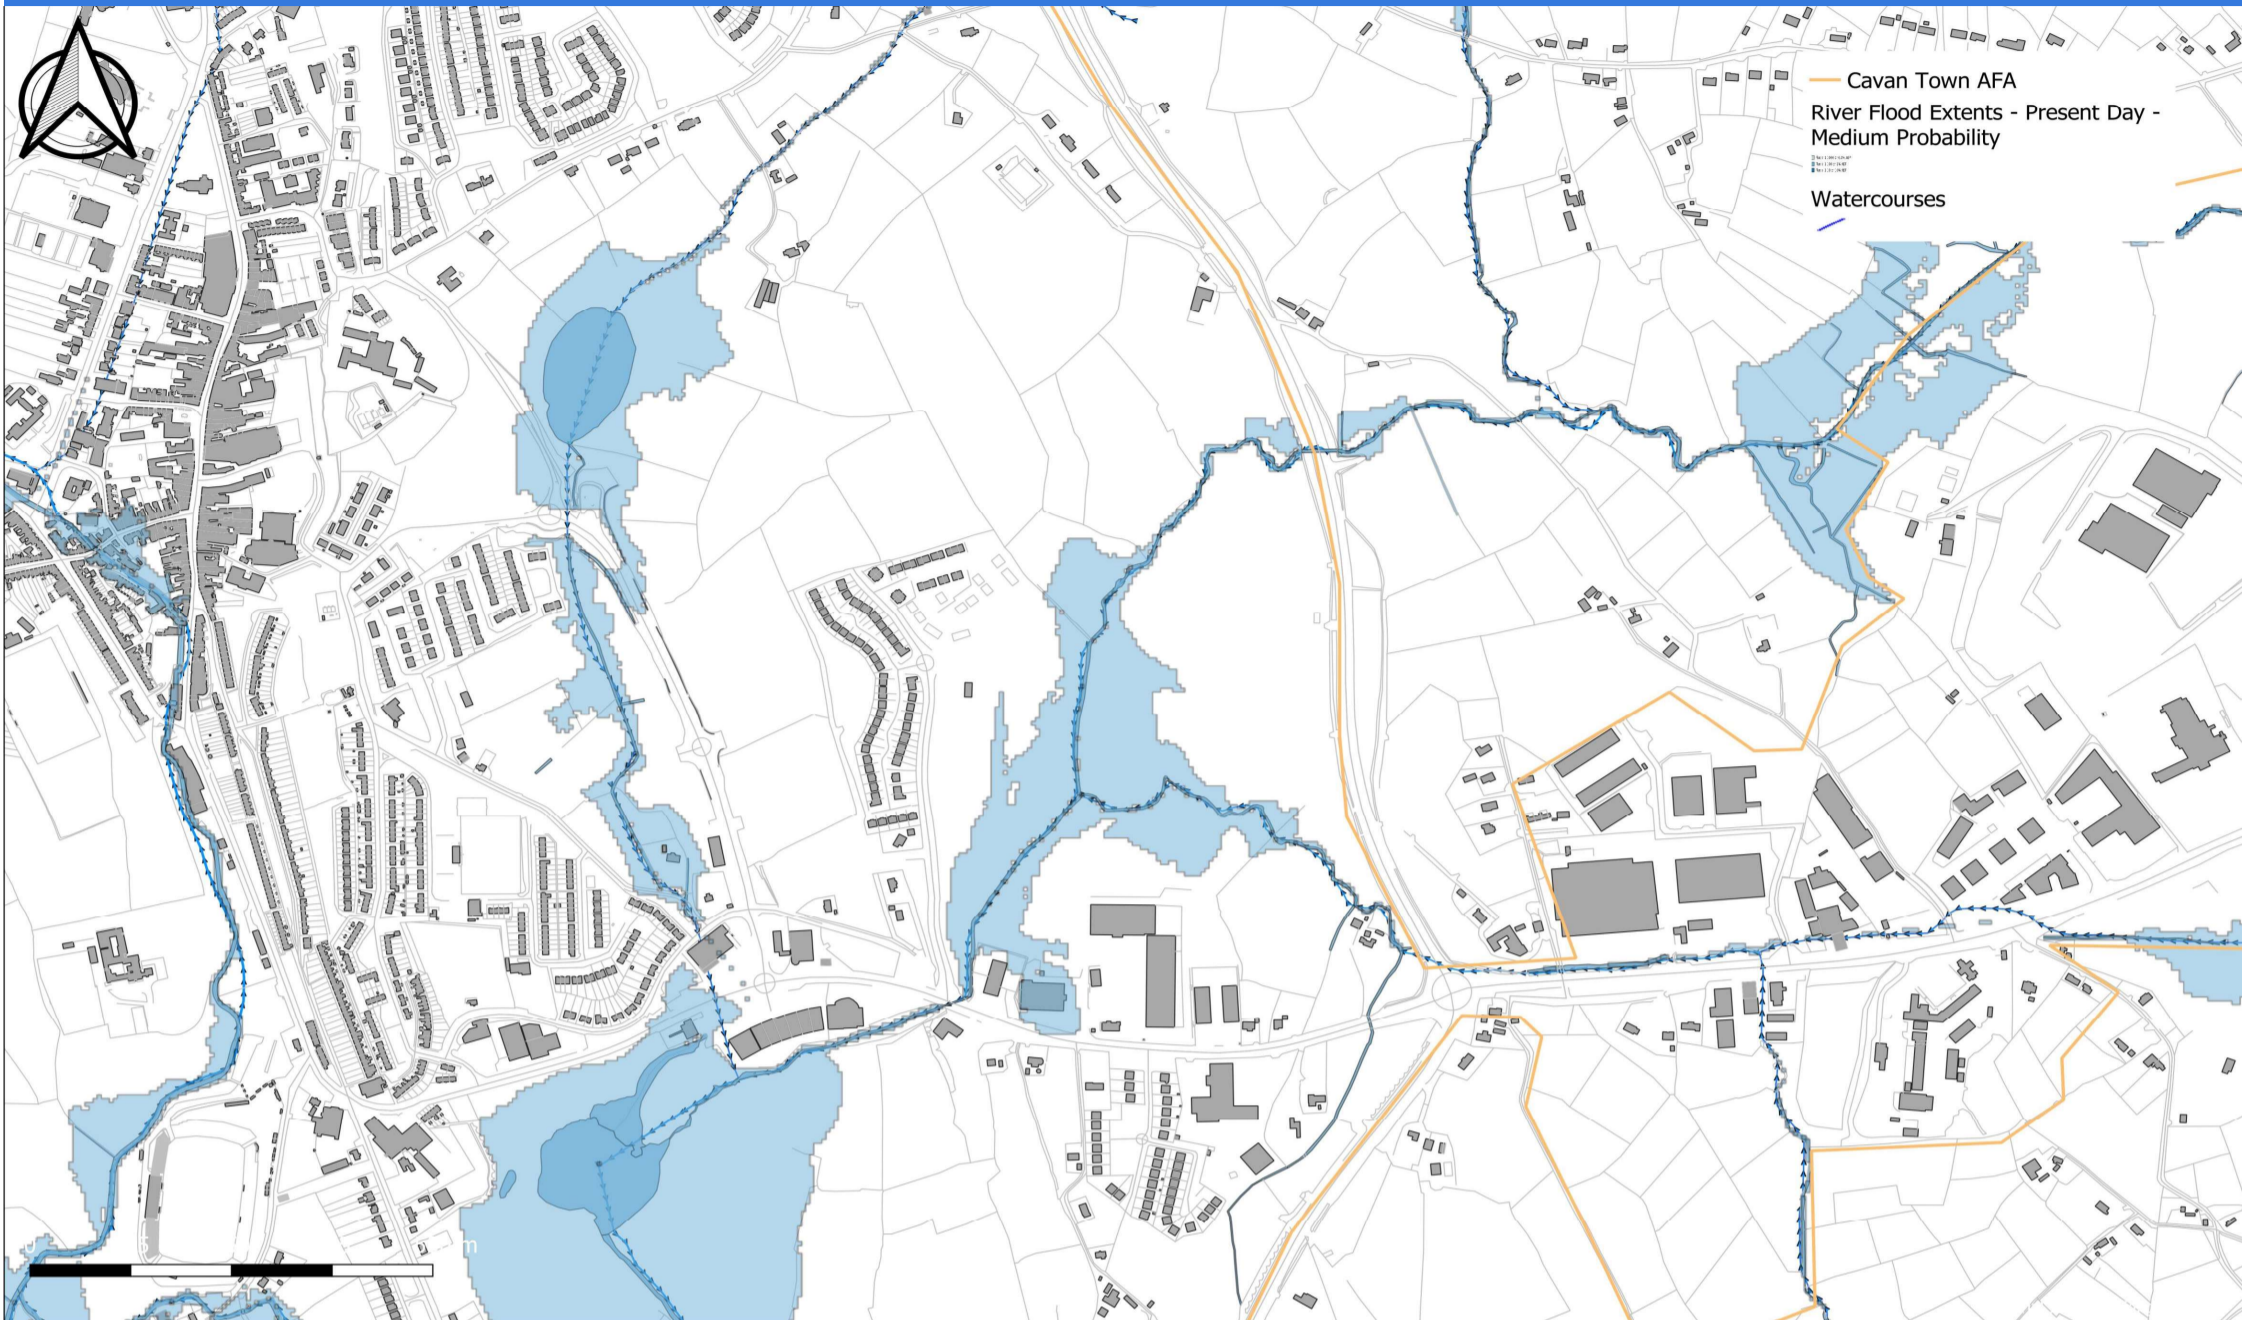 Cavan Town AFA
River Flood Extents - Present Day -
Medium Probability
Watercourses